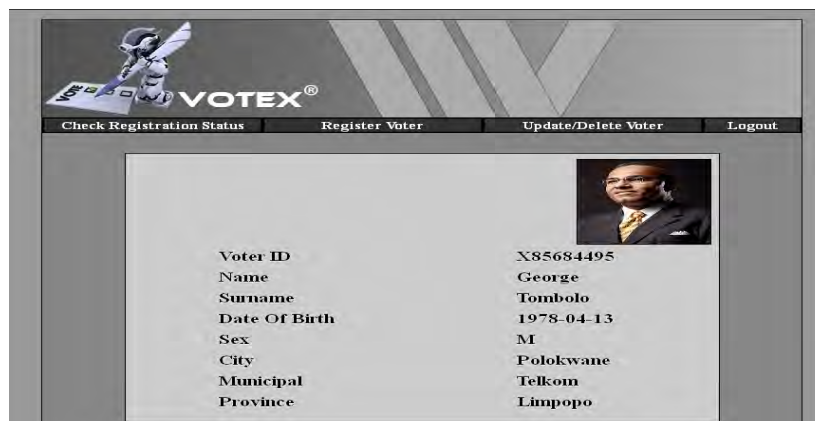 VOTE
VOTEX®
Check Registration Status Register Voter Update/Delete Voter Logout
Voter ID X85684495
Name George
Surname Tombolo
Date Of Birth 1978-04-13
Sex M
City Polokwane
Municipal Telkom
Province Limpopo